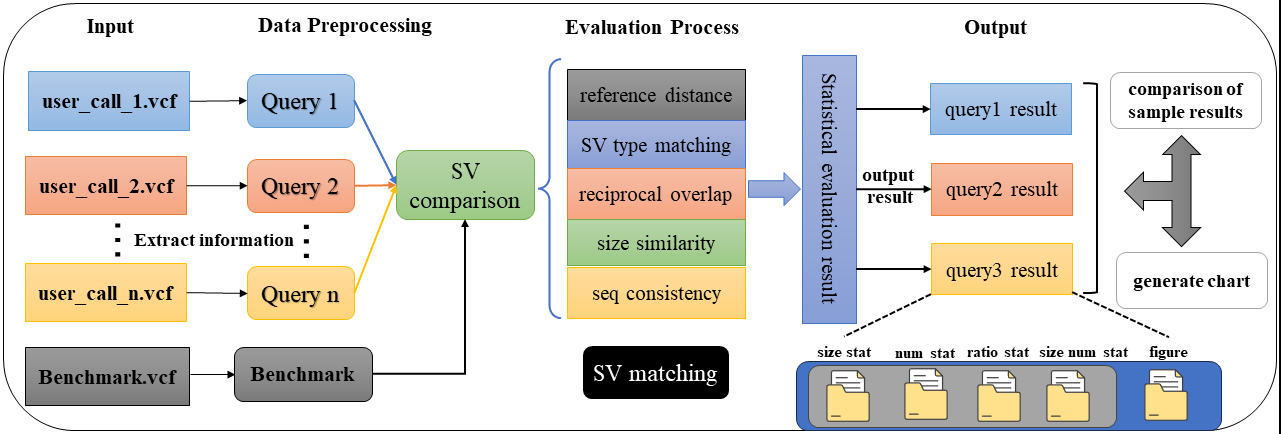 Input
Data Preprocessing
Evaluation Process
Output
user_call_1.vcf
Query 1
user_call_2.vcf
Query 2
Extract information
user_call_n.vcf
Query n
Benchmark.vcf
Benchmark
SV
comparison
reference distance
SV type matching
reciprocal overlap
size similarity
seq consistency
SV matching
Statistical evaluation result
output
result
query1 result
query2 result
query3 result
comparison of
sample results
generate chart
size stat
num stat
ratio stat
size num stat
figure